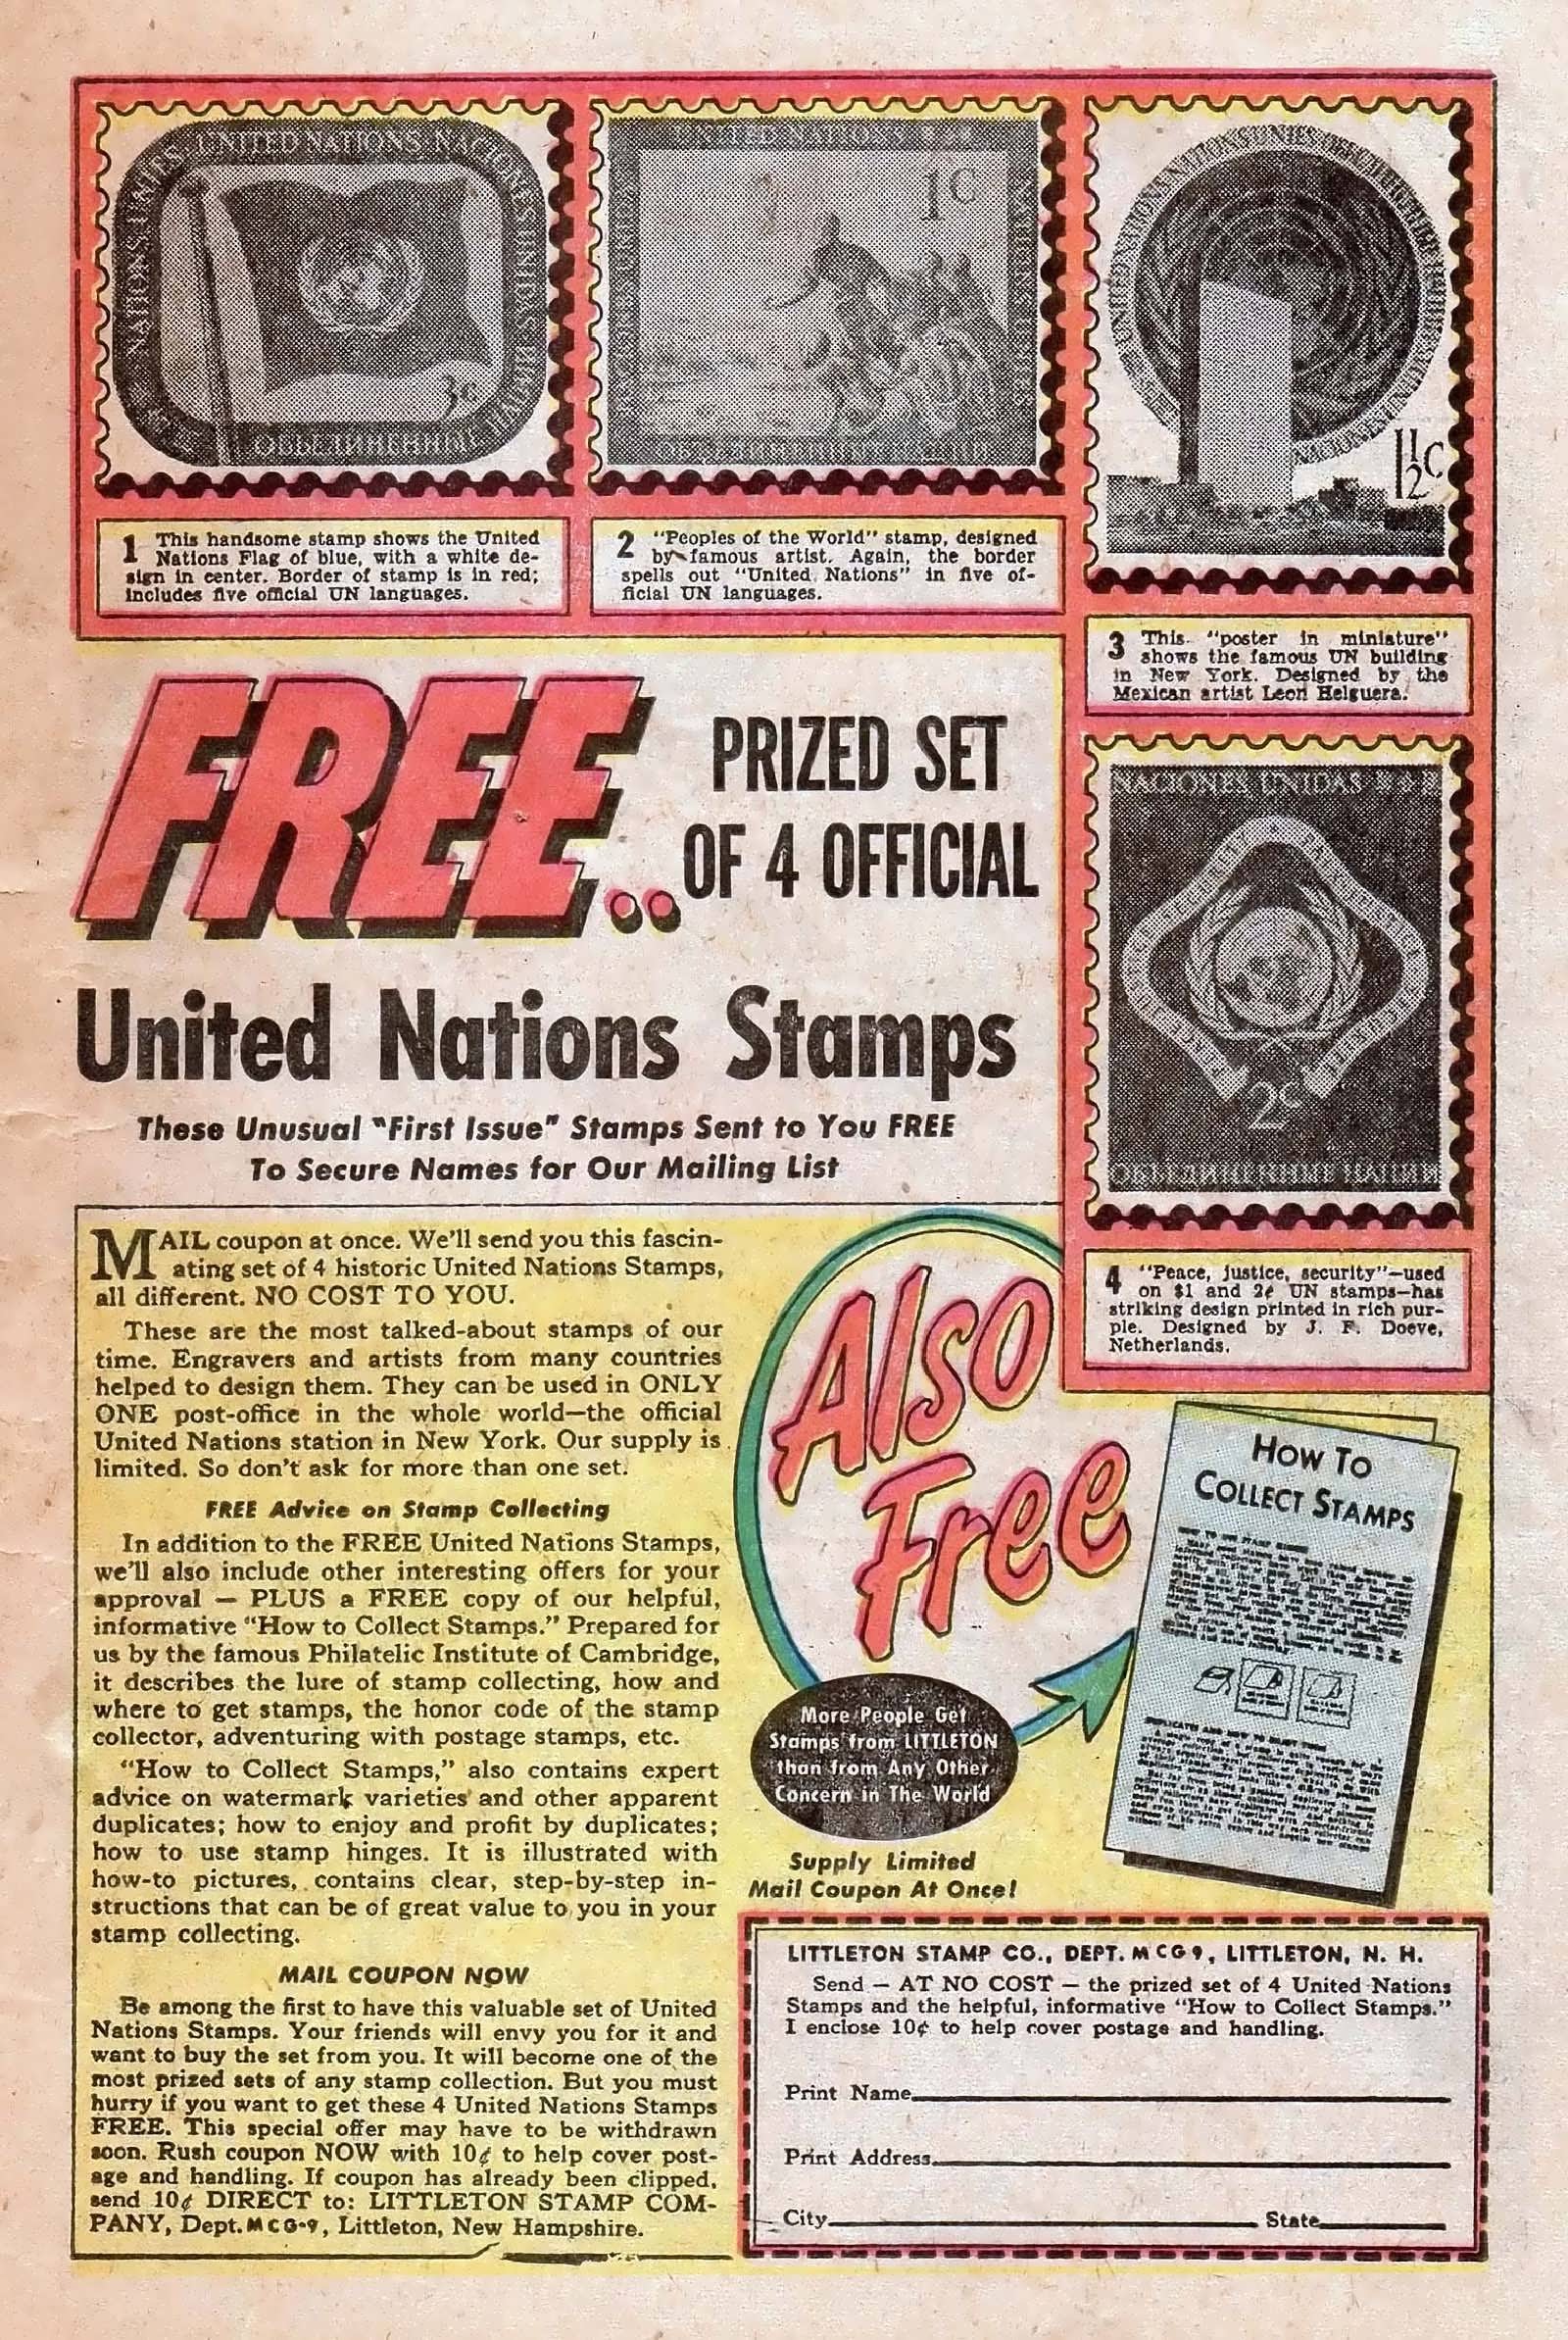 UNITED NATIONS
NACIONES UNIDAS
NATIONS UNIES
3c
UNITED NATIONS
1c
1½c
1 This handsome stamp shows the United
Nations Flag of blue, with a white de-
sign in center. Border of stamp is in red;
includes five official UN languages.
2 "Peoples of the World" stamp, designed
by famous artist. Again, the border
spells out "United Nations" in five of-
ficial UN languages.
3 This "poster in miniature"
shows the famous UN building
in New York. Designed by the
Mexican artist Leon Helguera.
FREE..
PRIZED SET
OF 4 OFFICIAL
United Nations Stamps
These Unusual "First Issue" Stamps Sent to You FREE
To Secure Names for Our Mailing List
NACIONES UNIDAS
2c
4 "Peace, justice, security"—used
on $1 and 2¢ UN stamps—has
striking design printed in rich pur-
ple. Designed by J. F. Doeve,
Netherlands.
MAIL coupon at once. We'll send you this fascin-
ating set of 4 historic United Nations Stamps,
all different. NO COST TO YOU.
These are the most talked-about stamps of our
time. Engravers and artists from many countries
helped to design them. They can be used in ONLY
ONE post-office in the whole world—the official
United Nations station in New York. Our supply is
limited. So don't ask for more than one set.
FREE Advice on Stamp Collecting
In addition to the FREE United Nations Stamps,
we'll also include other interesting offers for your
approval — PLUS a FREE copy of our helpful,
informative "How to Collect Stamps." Prepared for
us by the famous Philatelic Institute of Cambridge,
it describes the lure of stamp collecting, how and
where to get stamps, the honor code of the stamp
collector, adventuring with postage stamps, etc.
"How to Collect Stamps," also contains expert
advice on watermark varieties and other apparent
duplicates; how to enjoy and profit by duplicates;
how to use stamp hinges. It is illustrated with
how-to pictures, contains clear, step-by-step in-
structions that can be of great value to you in your
stamp collecting.
MAIL COUPON NOW
Be among the first to have this valuable set of United
Nations Stamps. Your friends will envy you for it and
want to buy the set from you. It will become one of the
most prized sets of any stamp collection. But you must
hurry if you want to get these 4 United Nations Stamps
FREE. This special offer may have to be withdrawn
soon. Rush coupon NOW with 10¢ to help cover post-
age and handling. If coupon has already been clipped,
send 10¢ DIRECT to: LITTLETON STAMP COM-
PANY, Dept. MCG-9, Littleton, New Hampshire.
Also
Free
How To
Collect Stamps
More People Get
Stamps from LITTLETON
than from Any Other
Concern in The World
Supply Limited
Mail Coupon At Once!
LITTLETON STAMP CO., DEPT. MCG9, LITTLETON, N. H.
Send — AT NO COST — the prized set of 4 United Nations
Stamps and the helpful, informative "How to Collect Stamps."
I enclose 10¢ to help cover postage and handling.
Print Name
Print Address
City State